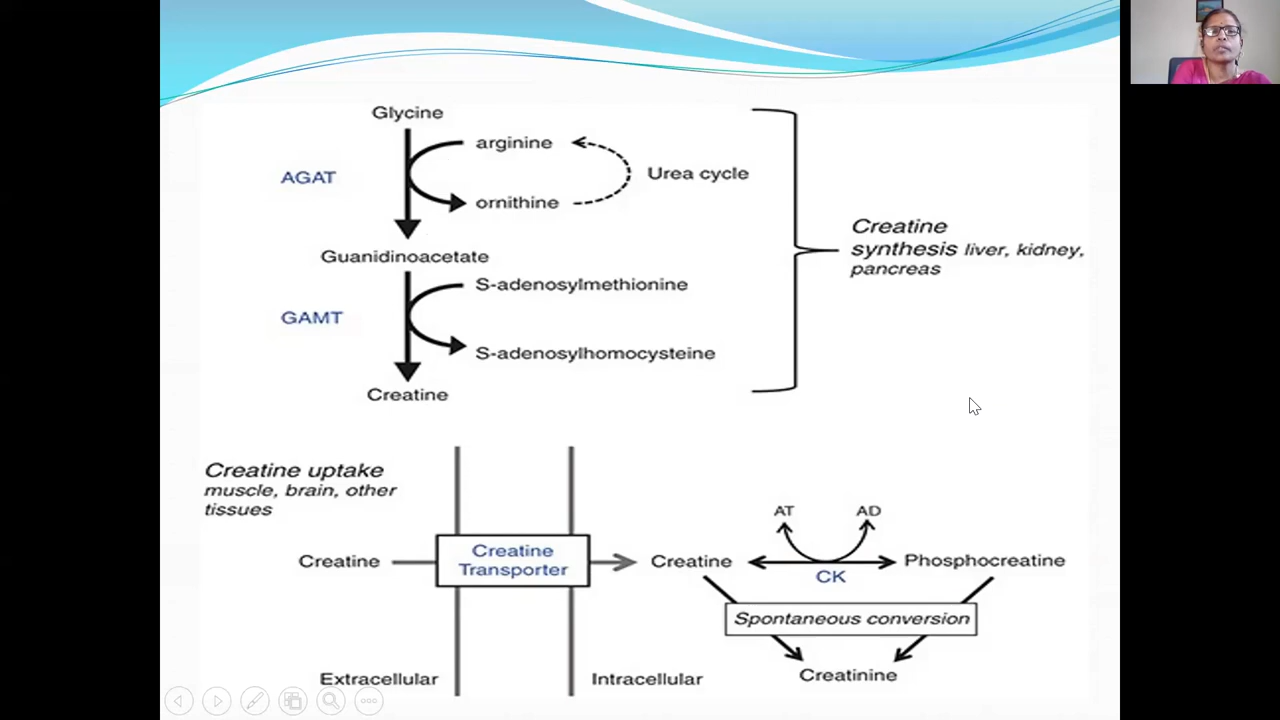 Glycine
arginine
AGAT
Urea cycle
ornithine
Creatine
synthesis liver, kidney,
pancreas
Guanidinoacetate
S-adenosylmethionine
GAMT
S-adenosylhomocysteine
Creatine
Creatine uptake
muscle, brain, other
tissues
AT
AD
Creatine
Creatine
Transporter
Creatine
CK
Phosphocreatine
Spontaneous conversion
Creatinine
Extracellular
Intracellular